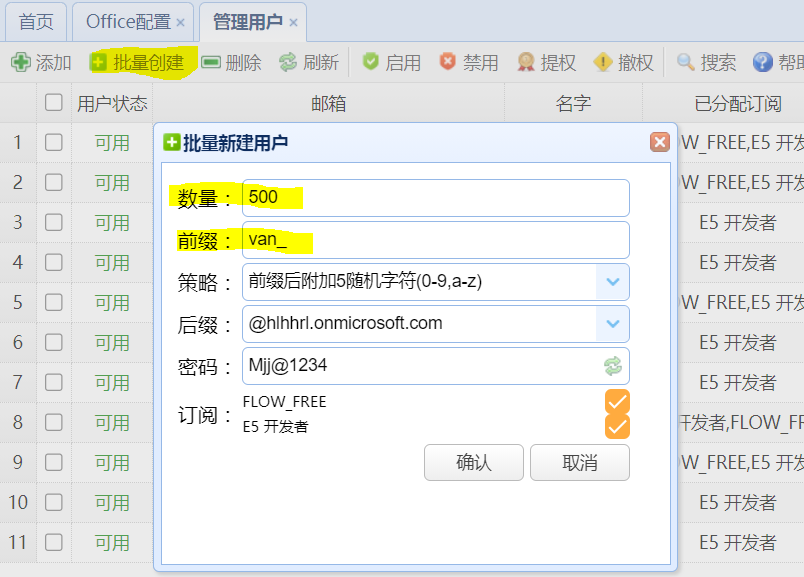 首页 Office配置 × 管理用户 ×
添加 批量创建 删除 刷新 启用 禁用 提权 撤权 搜索 帮助
用户状态 邮箱 名字 已分配订阅
批量新建用户
1 可用 OW_FREE,E5 开发
2 可用 OW_FREE,E5 开发
3 可用 E5 开发者
4 可用 E5 开发者
5 可用 OW_FREE,E5 开发
6 可用 E5 开发者
7 可用 E5 开发者
8 可用 开发者,FLOW_FR
9 可用 OW_FREE,E5 开发
10 可用 E5 开发者
11 可用 E5 开发者
数量： 500
前缀： van_
策略： 前缀后附加5随机字符(0-9,a-z)
后缀： @hlhhrl.onmicrosoft.com
密码： Mjj@1234
订阅： FLOW_FREE
E5 开发者
确认 取消